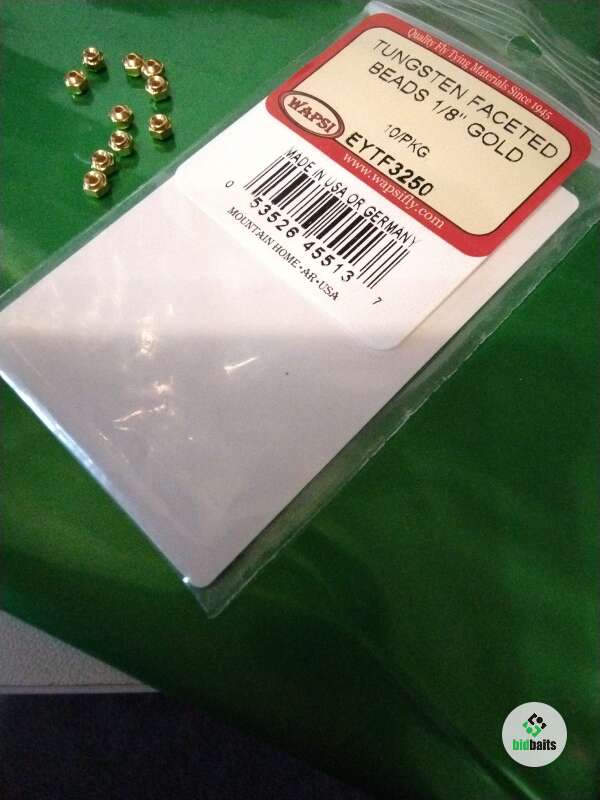 Quality Fly Tying Materials Since 1945
TUNGSTEN FACETED
BEADS 1/8" GOLD
10/PKG
WAPSI
EYTF3250
www.wapsifly.com
MADE IN USA OR GERMANY
0 53526 45513 7
MOUNTAIN HOME•AR•USA
bidbaits